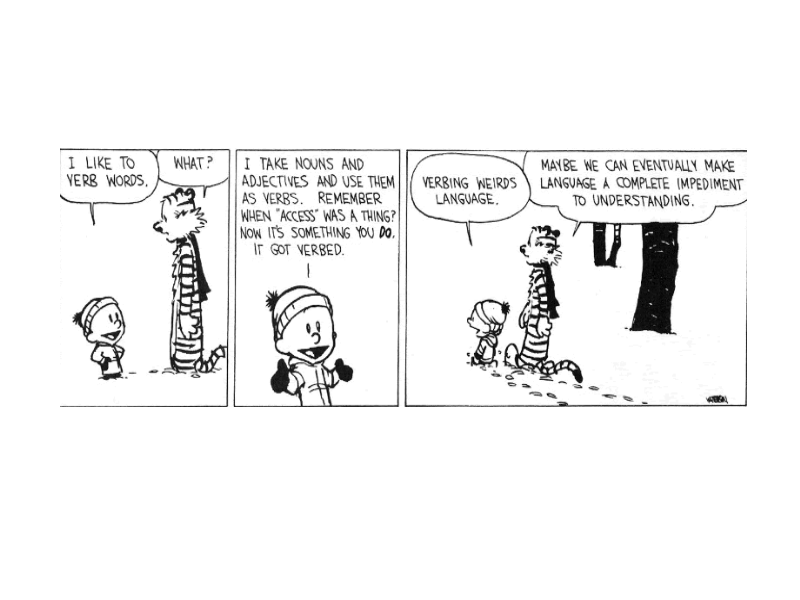 I LIKE TO
VERB WORDS.
WHAT?
I TAKE NOUNS AND
ADJECTIVES AND USE THEM
AS VERBS. REMEMBER
WHEN "ACCESS" WAS A THING?
NOW IT'S SOMETHING YOU DO.
IT GOT VERBED.
VERBING WEIRDS
LANGUAGE.
MAYBE WE CAN EVENTUALLY MAKE
LANGUAGE A COMPLETE IMPEDIMENT
TO UNDERSTANDING.